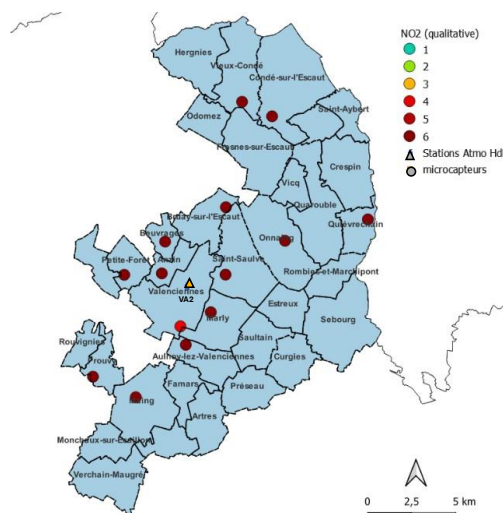 NO2 (qualitative)
1
2
3
4
5
6
Stations Atmo Hd
microcapteurs
Hergnies
Vieux-Condé
Condé-sur-l'Escaut
Saint-Aybert
Odomez
Fresnes-sur-Escaut
Crespin
Vicq
Quarouble
Quiévrechain
Bruay-sur-l'Escaut
Beuvrages
Onnaing
Petite-Forêt
Anzin
Saint-Saulve
Rombies-et-Marchipont
Valenciennes
VA2
Estreux
Marly
Sebourg
Rouvignies
Prouvy
Saultain
Aulnoy-lez-Valenciennes
Curgies
Famars
Préseau
Maing
Artres
Monchaux-sur-Écaillon
Verchain-Maugré
0
2,5
5 km